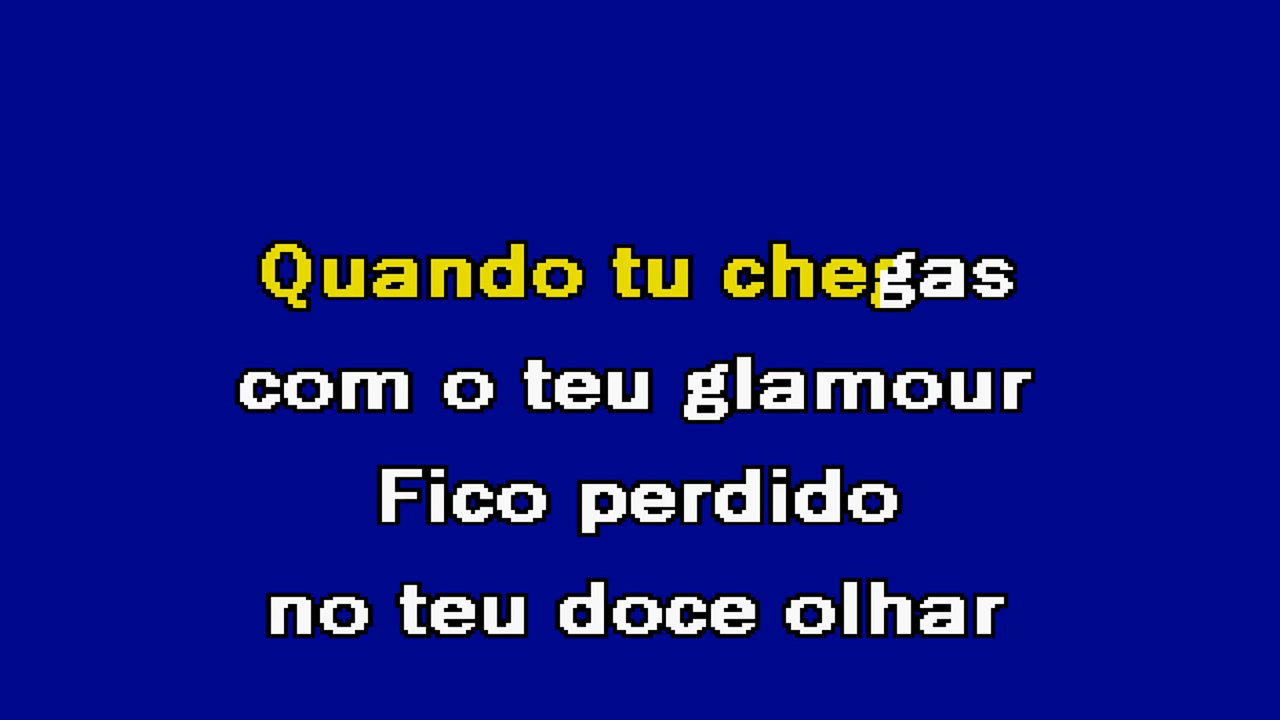 Quando tu chegas
com o teu glamour
Fico perdido
no teu doce olhar